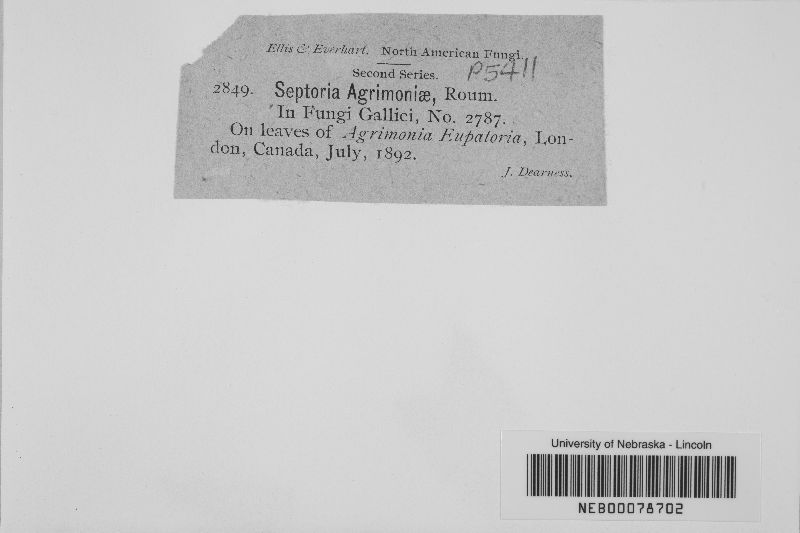 Ellis & Everhart. North American Fungi.
Second Series. P5411
2849. Septoria Agrimoniæ, Roum.
In Fungi Gallici, No. 2787.
On leaves of Agrimonia Eupatoria, Lon-
don, Canada, July, 1892.
J. Dearness.
University of Nebraska - Lincoln
NEB00078702